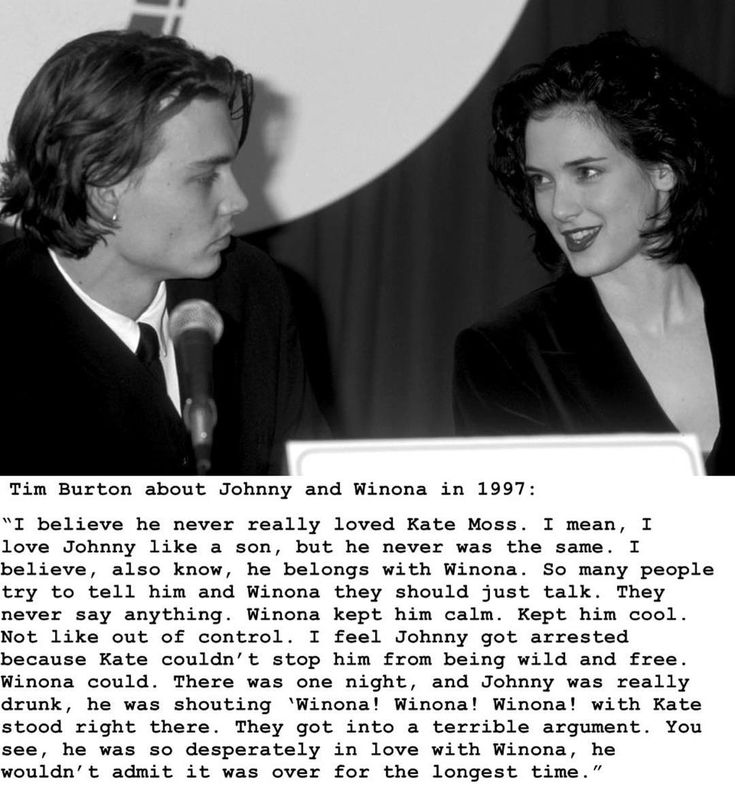 Tim Burton about Johnny and Winona in 1997:
“I believe he never really loved Kate Moss. I mean, I
love Johnny like a son, but he never was the same. I
believe, also know, he belongs with Winona. So many people
try to tell him and Winona they should just talk. They
never say anything. Winona kept him calm. Kept him cool.
Not like out of control. I feel Johnny got arrested
because Kate couldn’t stop him from being wild and free.
Winona could. There was one night, and Johnny was really
drunk, he was shouting ‘Winona! Winona! Winona! with Kate
stood right there. They got into a terrible argument. You
see, he was so desperately in love with Winona, he
wouldn’t admit it was over for the longest time.”